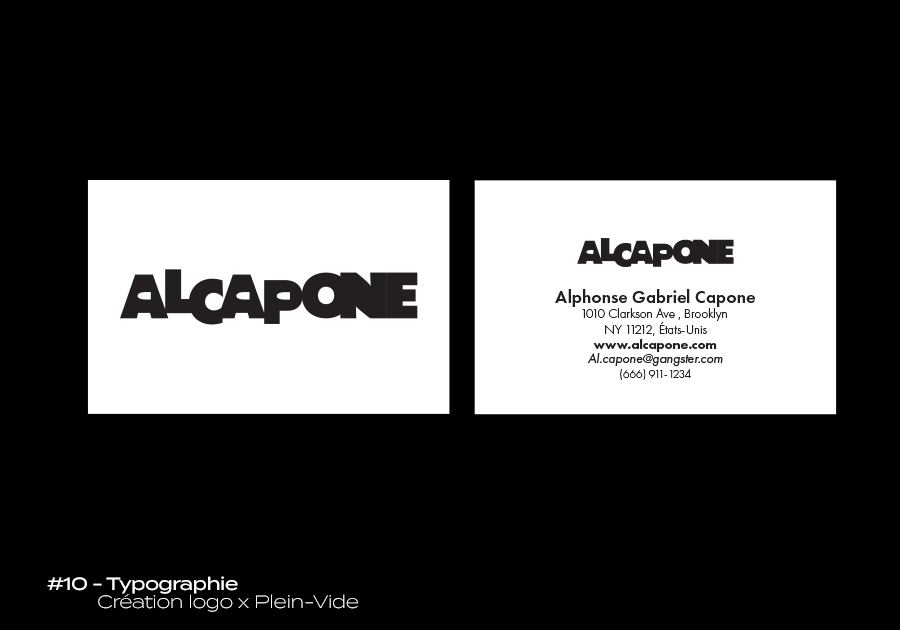 ALCAPONE
ALCAPONE
Alphonse Gabriel Capone
1010 Clarkson Ave , Brooklyn
NY 11212, États-Unis
www.alcapone.com
Al.capone@gangster.com
(666) 911-1234
#10 - Typographie
Création logo x Plein-Vide